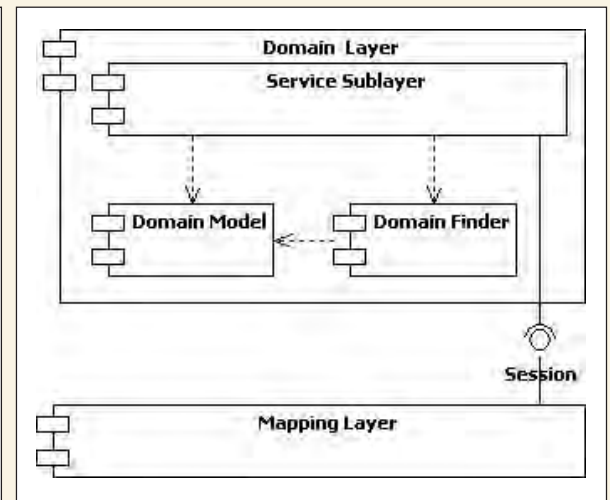 Domain Layer
Service Sublayer
Domain Model
Domain Finder
Session
Mapping Layer